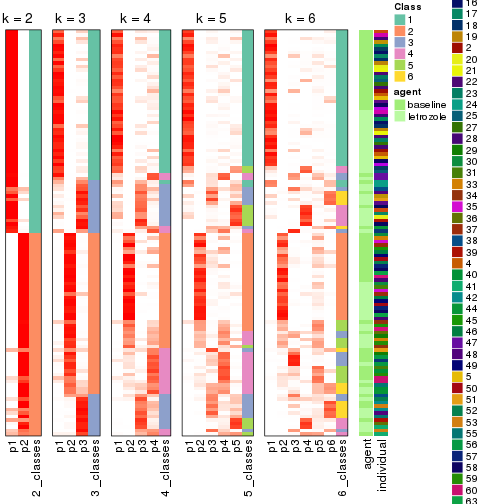 k = 2
k = 3
k = 4
k = 5
k = 6
p1
p2
2_classes
p1
p2
p3
3_classes
p1
p2
p3
p4
4_classes
p1
p2
p3
p4
p5
5_classes
p1
p2
p3
p4
p5
p6
6_classes
agent
individual
Class
1
2
3
4
5
6
agent
baseline
letrozole
16
17
18
19
2
20
21
22
23
24
25
27
28
29
30
31
33
34
35
36
37
38
39
4
40
41
42
44
45
46
47
48
49
5
50
51
52
53
55
56
57
58
59
60
63